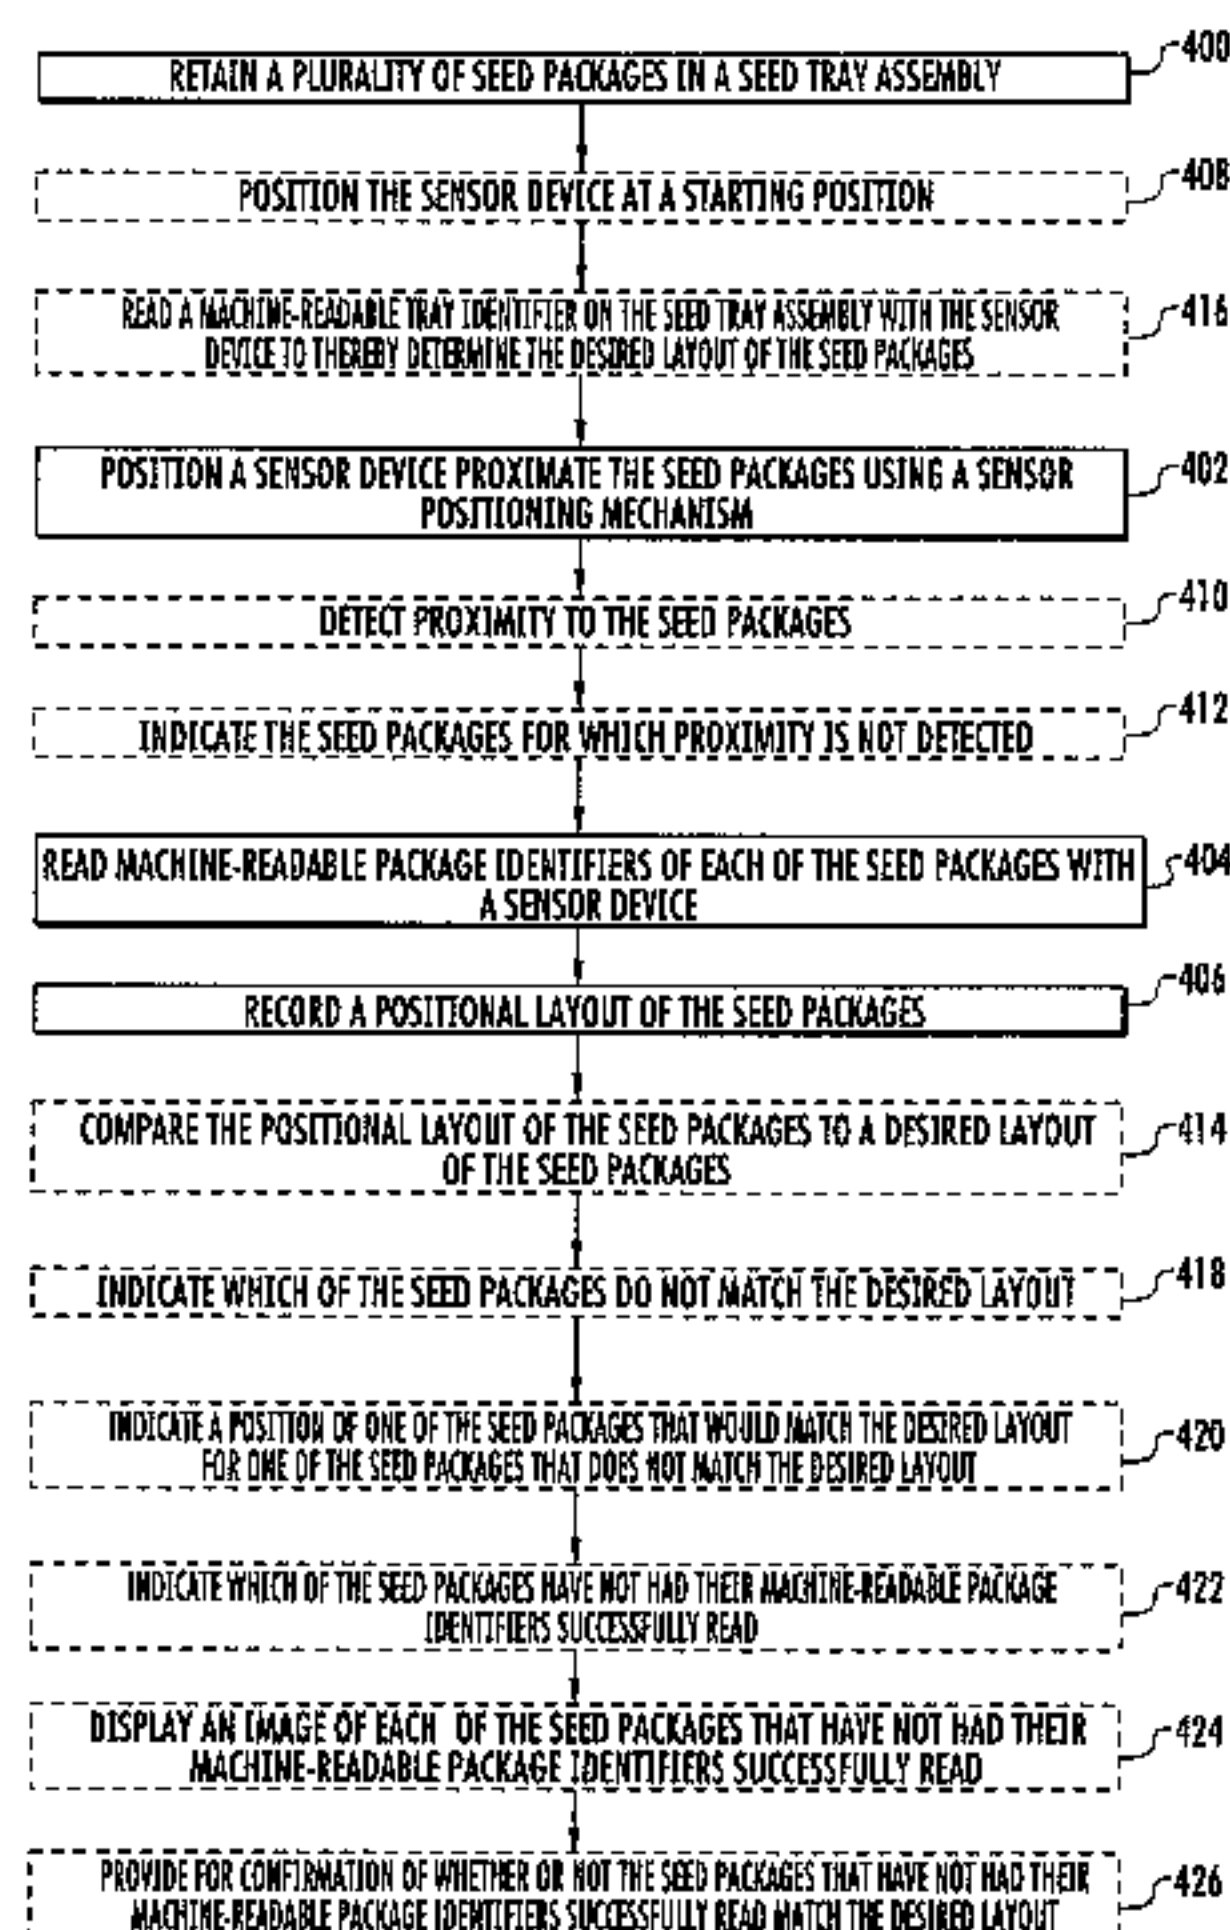 400
RETAIN A PLURALITY OF SEED PACKAGES IN A SEED TRAY ASSEMBLY
408
POSITION THE SENSOR DEVICE AT A STARTING POSITION
416
READ A MACHINE-READABLE TRAY IDENTIFIER ON THE SEED TRAY ASSEMBLY WITH THE SENSOR
DEVICE TO THEREBY DETERMINE THE DESIRED LAYOUT OF THE SEED PACKAGES
402
POSITION A SENSOR DEVICE PROXIMATE THE SEED PACKAGES USING A SENSOR
POSITIONING MECHANISM
410
DETECT PROXIMITY TO THE SEED PACKAGES
412
INDICATE THE SEED PACKAGES FOR WHICH PROXIMITY IS NOT DETECTED
404
READ MACHINE-READABLE PACKAGE IDENTIFIERS OF EACH OF THE SEED PACKAGES WITH
A SENSOR DEVICE
406
RECORD A POSITIONAL LAYOUT OF THE SEED PACKAGES
414
COMPARE THE POSITIONAL LAYOUT OF THE SEED PACKAGES TO A DESIRED LAYOUT
OF THE SEED PACKAGES
418
INDICATE WHICH OF THE SEED PACKAGES DO NOT MATCH THE DESIRED LAYOUT
420
INDICATE A POSITION OF ONE OF THE SEED PACKAGES THAT WOULD MATCH THE DESIRED LAYOUT
FOR ONE OF THE SEED PACKAGES THAT DOES NOT MATCH THE DESIRED LAYOUT
422
INDICATE WHICH OF THE SEED PACKAGES HAVE NOT HAD THEIR MACHINE-READABLE PACKAGE
IDENTIFIERS SUCCESSFULLY READ
424
DISPLAY AN IMAGE OF EACH OF THE SEED PACKAGES THAT HAVE NOT HAD THEIR
MACHINE-READABLE PACKAGE IDENTIFIERS SUCCESSFULLY READ
426
PROVIDE FOR CONFIRMATION OF WHETHER OR NOT THE SEED PACKAGES THAT HAVE NOT HAD THEIR
MACHINE-READABLE PACKAGE IDENTIFIERS SUCCESSFULLY READ MATCH THE DESIRED LAYOUT